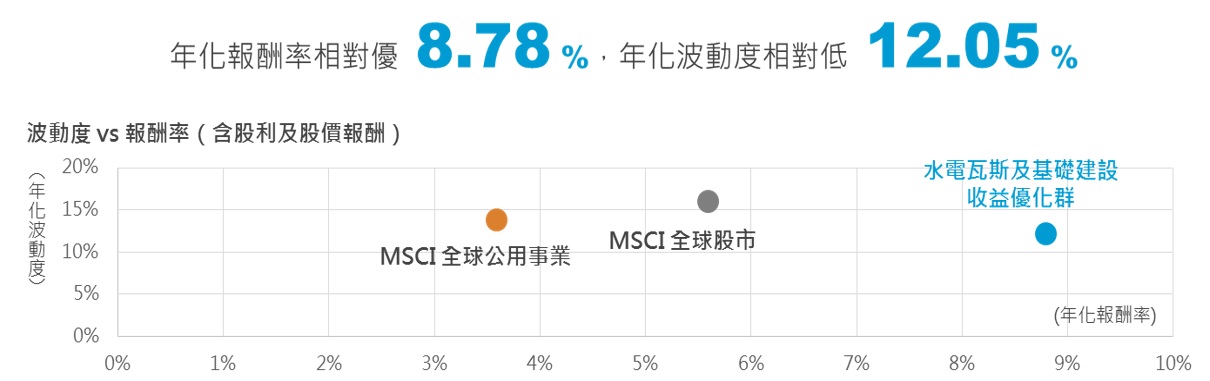 年化報酬率相對優 8.78 %，年化波動度相對低 12.05 %
波動度 vs 報酬率（含股利及股價報酬）
（年化波動度）
20%
15%
10%
5%
0%
水電瓦斯及基礎建設
收益優化群
MSCI 全球股市
MSCI 全球公用事業
(年化報酬率)
0% 1% 2% 3% 4% 5% 6% 7% 8% 9% 10%